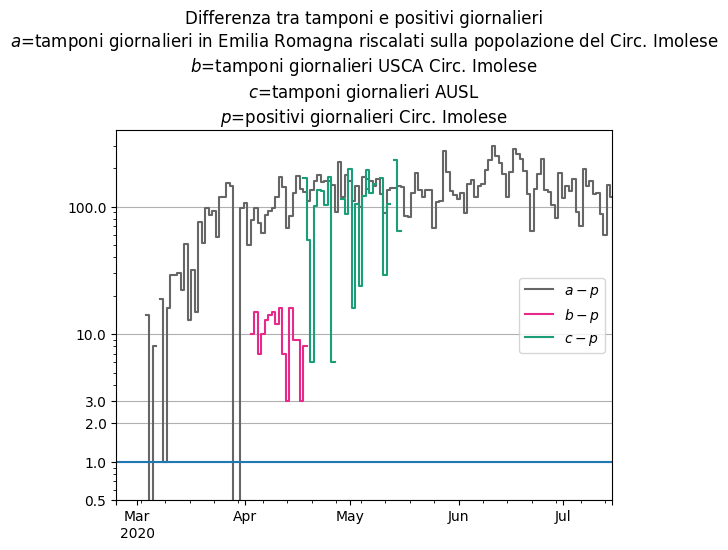 Differenza tra tamponi e positivi giornalieri
a=tamponi giornalieri in Emilia Romagna riscalati sulla popolazione del Circ. Imolese
b=tamponi giornalieri USCA Circ. Imolese
c=tamponi giornalieri AUSL
p=positivi giornalieri Circ. Imolese
100.0
10.0
3.0
2.0
1.0
0.5
a − p
b − p
c − p
Mar Apr May Jun Jul
2020